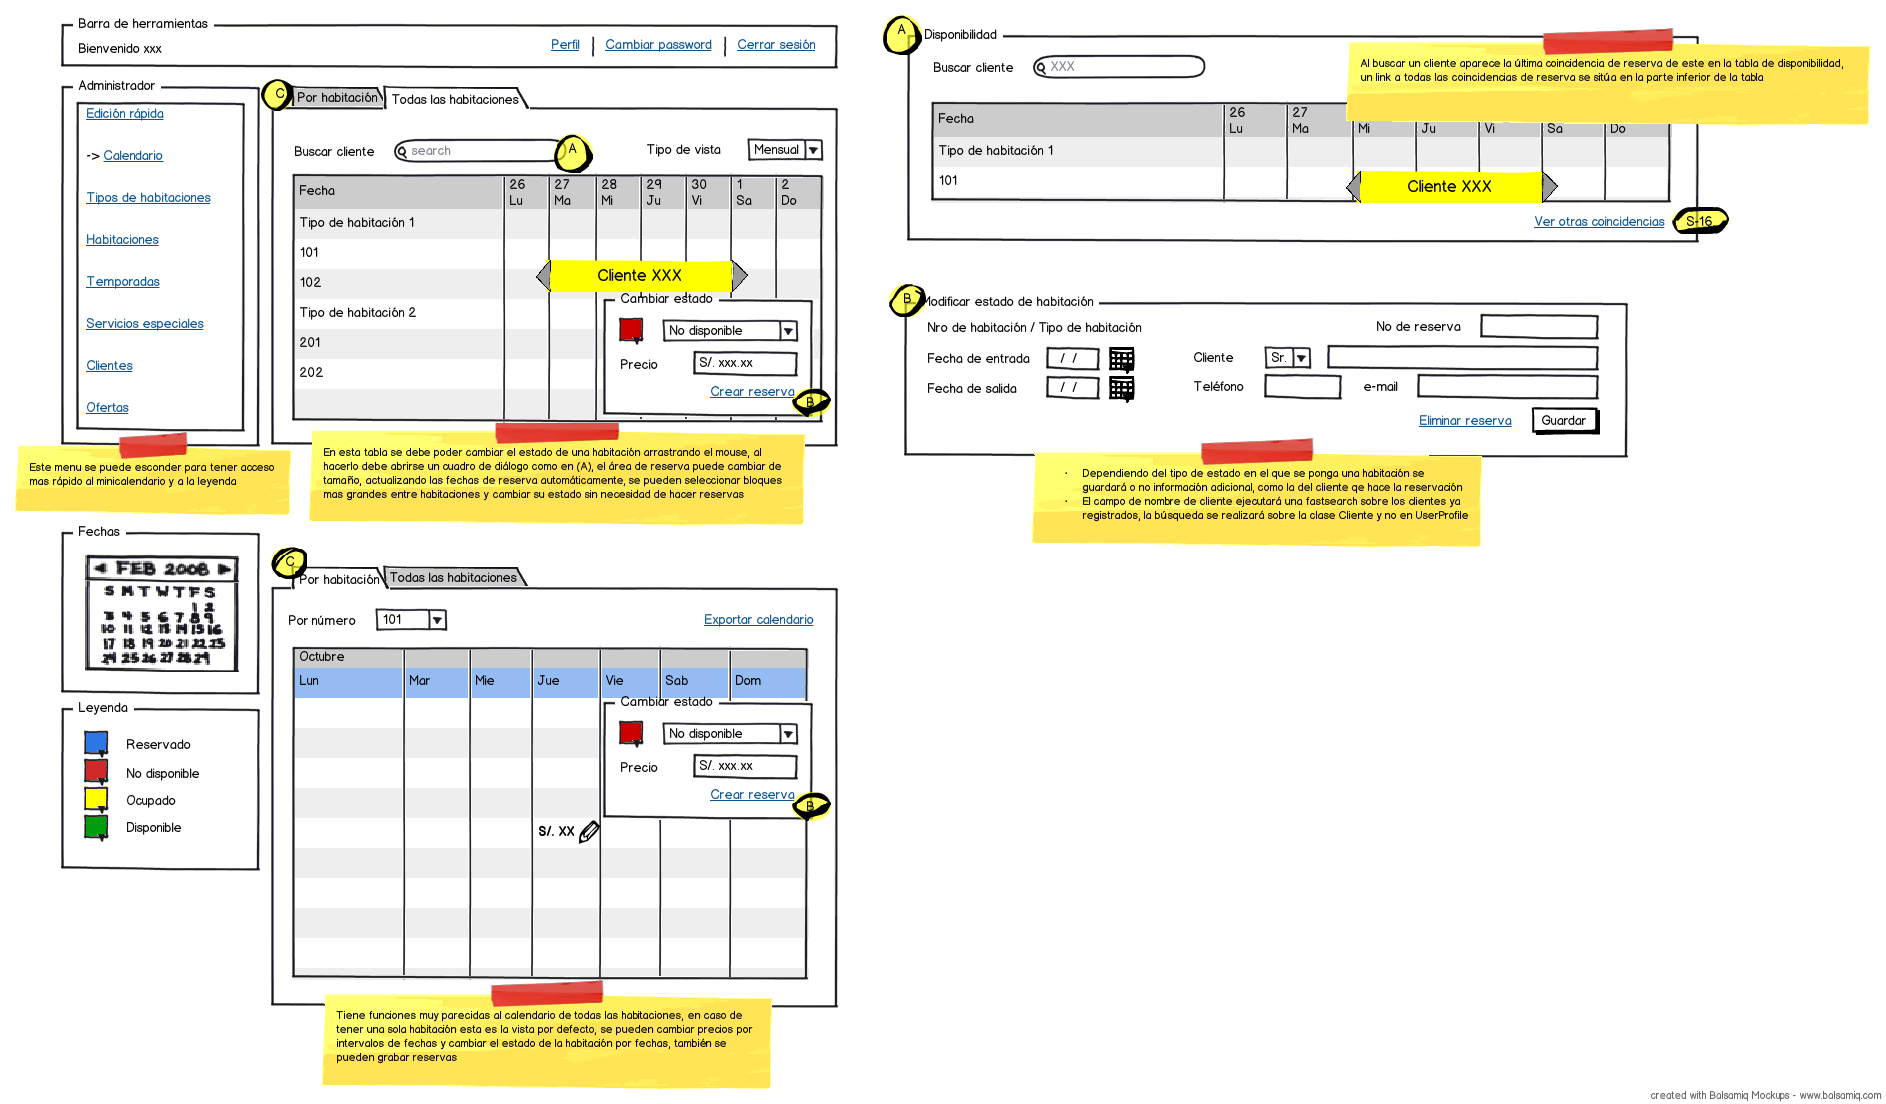 Barra de herramientas
Bienvenido xxx
Perfil
Cambiar password
Cerrar sesión
Administrador
Edición rápida
-> Calendario
Tipos de habitaciones
Habitaciones
Temporadas
Servicios especiales
Clientes
Ofertas
Este menu se puede esconder para tener acceso
mas rápido al minicalendario y a la leyenda
C
Por habitación
Todas las habitaciones
Buscar cliente
search
A
Tipo de vista
Mensual
Fecha
26 27 28 29 30 1 2
Lu Ma Mi Ju Vi Sa Do
Tipo de habitación 1
101
102
Cliente XXX
Tipo de habitación 2
201
202
Cambiar estado
No disponible
Precio
S/. xxx.xx
Crear reserva
B
En esta tabla se debe poder cambiar el estado de una habitación arrastrando el mouse, al
hacerlo debe abrirse un cuadro de diálogo como en (A), el área de reserva puede cambiar de
tamaño, actualizando las fechas de reserva automáticamente, se pueden seleccionar bloques
mas grandes entre habitaciones y cambiar su estado sin necesidad de hacer reservas
Fechas
FEB 2008
S M T W T F S
1 2
3 4 5 6 7 8 9
10 11 12 13 14 15 16
17 18 19 20 21 22 23
24 25 26 27 28 29
Leyenda
Reservado
No disponible
Ocupado
Disponible
C
Por habitación
Todas las habitaciones
Por número
101
Exportar calendario
Octubre
Lun Mar Mie Jue Vie Sab Dom
Cambiar estado
No disponible
Precio
S/. xxx.xx
Crear reserva
B
S/. XX
Tiene funciones muy parecidas al calendario de todas las habitaciones, en caso de
tener una sola habitación esta es la vista por defecto, se pueden cambiar precios por
intervalos de fechas y cambiar el estado de la habitación por fechas, también se
pueden grabar reservas
A
Disponibilidad
Buscar cliente
XXX
Al buscar un cliente aparece la última coincidencia de reserva de este en la tabla de disponibilidad,
un link a todas las coincidencias de reserva se sitúa en la parte inferior de la tabla
Fecha
26 27
Lu Ma Mi Ju Vi Sa Do
Tipo de habitación 1
101
Cliente XXX
Ver otras coincidencias
S-16
B
Modificar estado de habitación
Nro de habitación / Tipo de habitación
No de reserva
Fecha de entrada
/ /
Cliente
Sr.
Fecha de salida
/ /
Teléfono
e-mail
Eliminar reserva
Guardar
· Dependiendo del tipo de estado en el que se ponga una habitación se
guardará o no información adicional, como la del cliente qe hace la reservación
· El campo de nombre de cliente ejecutará una fastsearch sobre los clientes ya
registrados, la búsqueda se realizará sobre la clase Cliente y no en UserProfile
created with Balsamiq Mockups - www.balsamiq.com